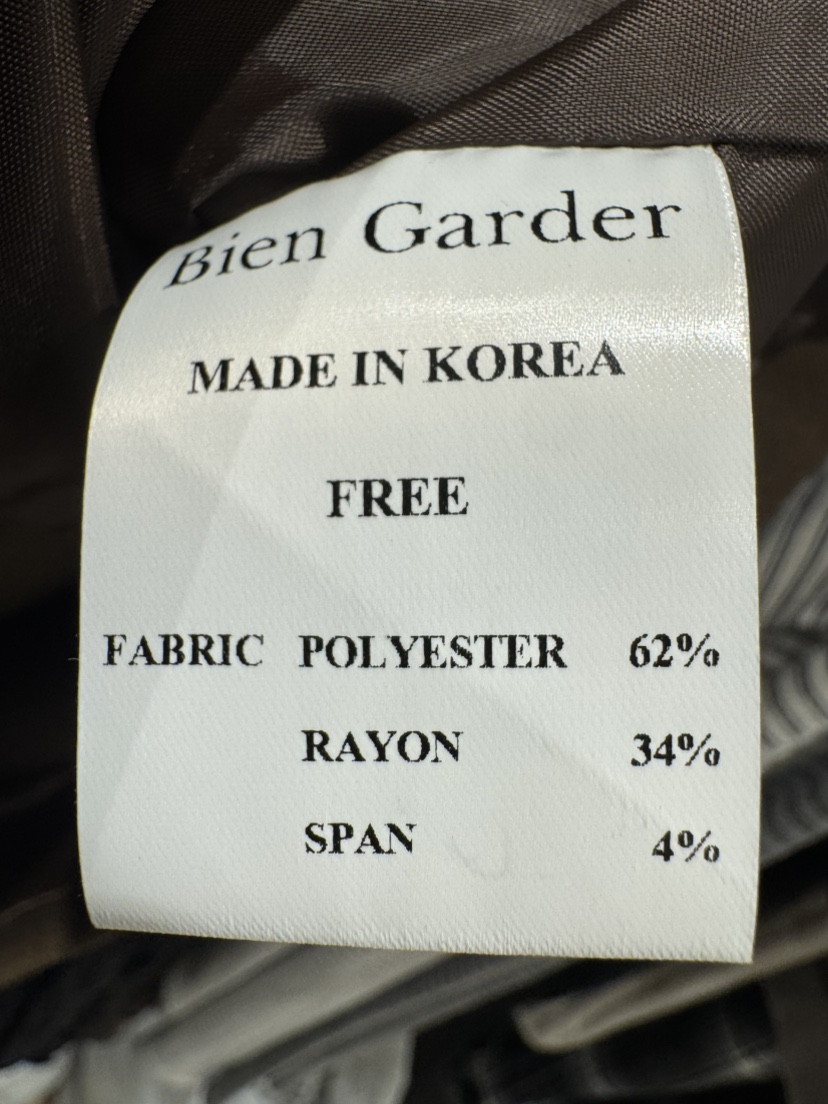 Bien Garder
MADE IN KOREA
FREE
FABRIC POLYESTER 62%
RAYON 34%
SPAN 4%